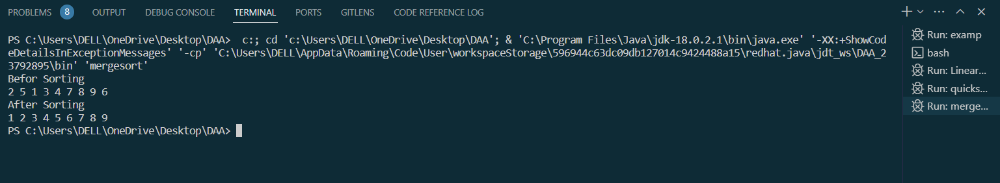 PROBLEMS 8 OUTPUT DEBUG CONSOLE TERMINAL PORTS GITLENS CODE REFERENCE LOG
PS C:\Users\DELL\OneDrive\Desktop\DAA>  c:; cd 'c:\Users\DELL\OneDrive\Desktop\DAA'; & 'C:\Program Files\Java\jdk-18.0.2.1\bin\java.exe' '-XX:+ShowCod
eDetailsInExceptionMessages' '-cp' 'C:\Users\DELL\AppData\Roaming\Code\User\workspaceStorage\596944c63dc09db127014c9424488a15\redhat.java\jdt_ws\DAA_2
3792895\bin' 'mergesort'
Befor Sorting
2 5 1 3 4 7 8 9 6
After Sorting
1 2 3 4 5 6 7 8 9
PS C:\Users\DELL\OneDrive\Desktop\DAA>
Run: examp
bash
Run: Linear...
Run: quicks...
Run: merge...